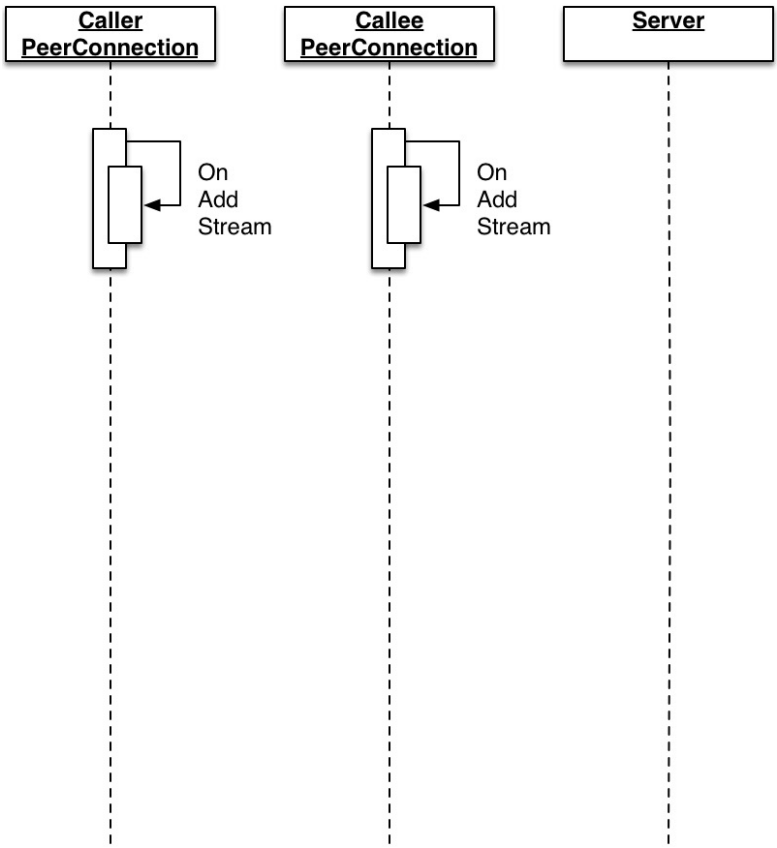 Caller
PeerConnection
Callee
PeerConnection
Server
On
Add
Stream
On
Add
Stream